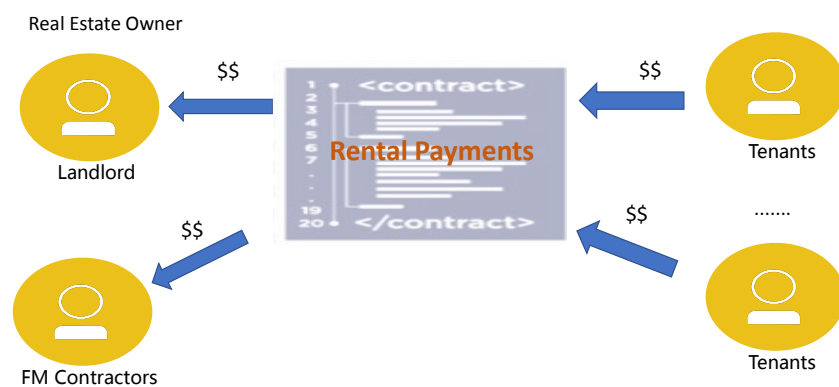 Real Estate Owner
$$
$$
Landlord
Tenants
1
2
3
4
5
6
7
.
.
.
19
20
<contract>
Rental Payments
</contract>
$$
$$
.......
FM Contractors
Tenants